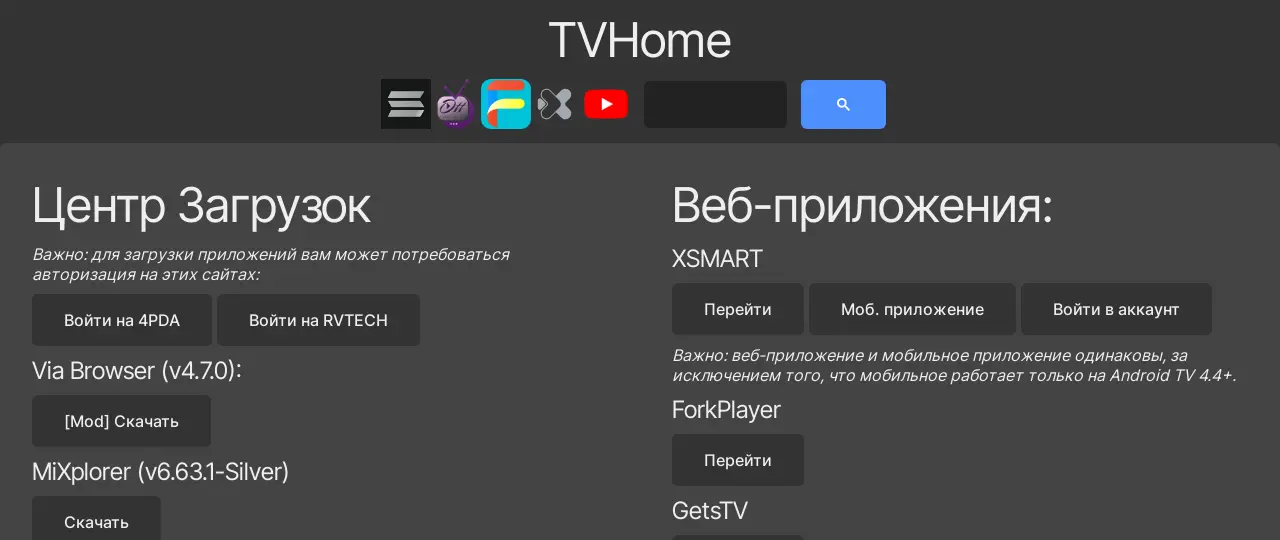 TVHome
Центр Загрузок
Важно: для загрузки приложений вам может потребоваться
авторизация на этих сайтах:
Войти на 4PDA
Войти на RVTECH
Via Browser (v4.7.0):
[Mod] Скачать
MiXplorer (v6.63.1-Silver)
Скачать
Веб-приложения:
XSMART
Перейти
Моб. приложение
Войти в аккаунт
Важно: веб-приложение и мобильное приложение одинаковы, за
исключением того, что мобильное работает только на Android TV 4.4+.
ForkPlayer
Перейти
GetsTV